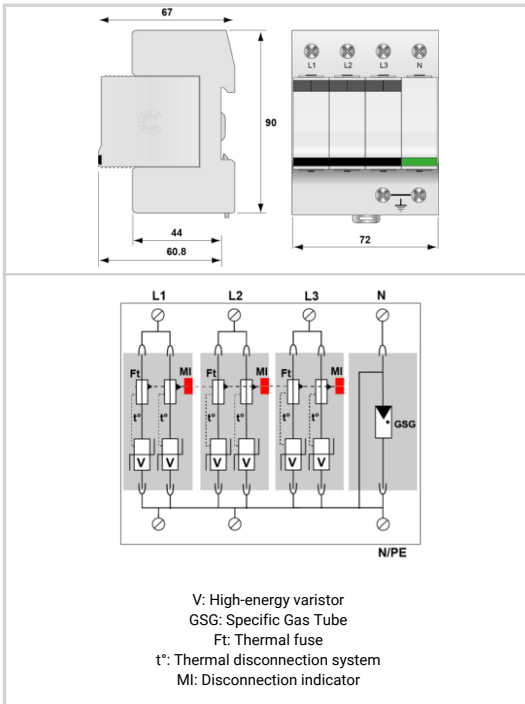 67
L1 L2 L3 N
90
44
60.8
72
L1 L2 L3 N
Ft MI Ft MI Ft MI
t° t° t° t° t° t°
GSG
V V V V V V
N/PE
V: High-energy varistor
GSG: Specific Gas Tube
Ft: Thermal fuse
t°: Thermal disconnection system
MI: Disconnection indicator